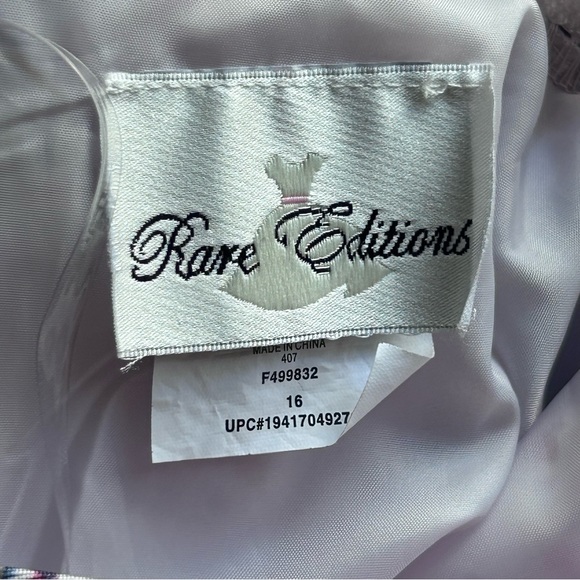 Rare Editions
MADE IN CHINA
407
F499832
16
UPC#1941704927